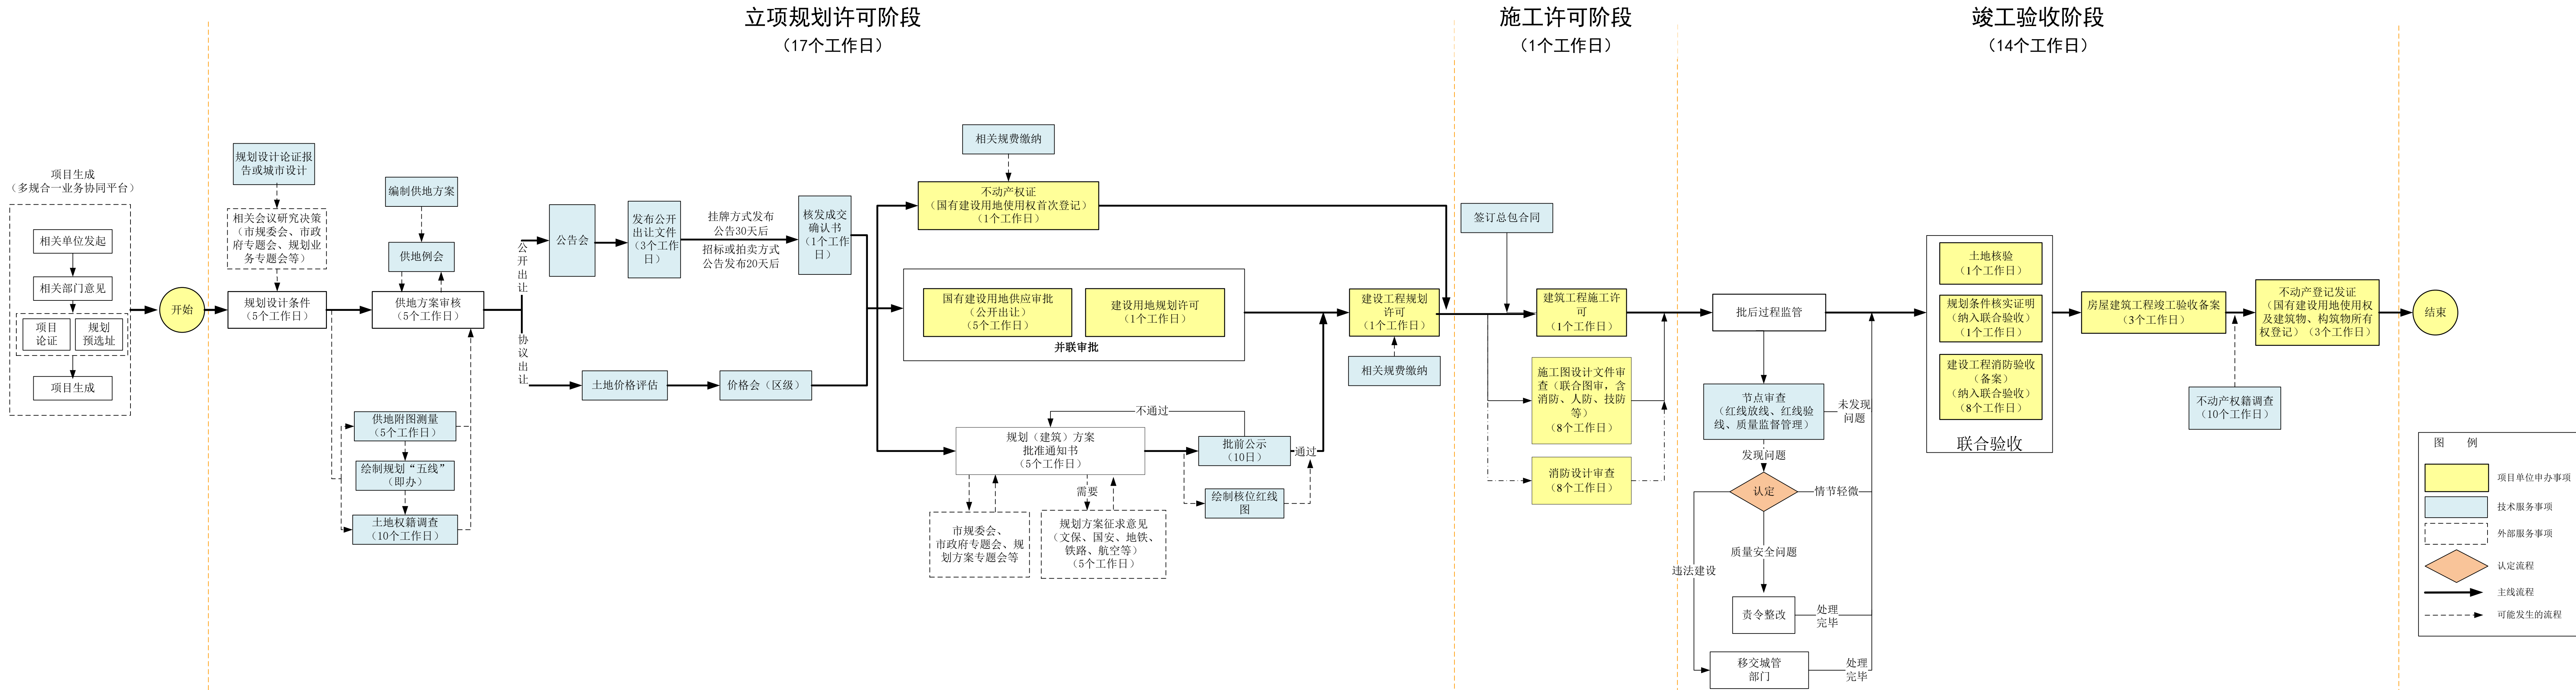 立项规划许可阶段
（17个工作日）
施工许可阶段
（1个工作日）
竣工验收阶段
（14个工作日）
项目生成
（多规合一业务协同平台）
相关单位发起
相关部门意见
项目
论证
规划
预选址
项目生成
开始
规划设计论证报
告或城市设计
相关会议研究决策
（市规委会、市政
府专题会、规划业
务专题会等）
规划设计条件
（5个工作日）
编制供地方案
供地例会
供地方案审核
（5个工作日）
供地附图测量
（5个工作日）
绘制规划“五线”
（即办）
土地权籍调查
（10个工作日）
公
开
出
让
协
议
出
让
公告会
发布公开
出让文件
（3个工作
日）
挂牌方式发布
公告30天后
招标或拍卖方式
公告发布20天后
核发成交
确认书
（1个工作
日）
土地价格评估
价格会（区级）
相关规费缴纳
不动产权证
（国有建设用地使用权首次登记）
（1个工作日）
国有建设用地供应审批
（公开出让）
（5个工作日）
建设用地规划许可
（1个工作日）
并联审批
不通过
规划（建筑）方案
批准通知书
（5个工作日）
批前公示
（10日）
通过
需要
绘制核位红线
图
市规委会、
市政府专题会、规
划方案专题会等
规划方案征求意见
（文保、国安、地铁、
铁路、航空等）
（5个工作日）
建设工程规划
许可
（1个工作日）
相关规费缴纳
签订总包合同
建筑工程施工许
可
（1个工作日）
施工图设计文件审
查（联合图审，含
消防、人防、技防
等）
（8个工作日）
消防设计审查
（8个工作日）
批后过程监管
节点审查
（红线放线、红线验
线、质量监督管理）
未发现
问题
发现问题
认定
情节轻微
质量安全问题
违法建设
责令整改
处理
完毕
移交城管
部门
处理
完毕
土地核验
（1个工作日）
规划条件核实证明
（纳入联合验收）
（1个工作日）
建设工程消防验收
（备案）
（纳入联合验收）
（8个工作日）
联合验收
房屋建筑工程竣工验收备案
（3个工作日）
不动产登记发证
（国有建设用地使用权
及建筑物、构筑物所有
权登记）（3个工作日）
不动产权籍调查
（10个工作日）
结束
图 例
项目单位申办事项
技术服务事项
外部服务事项
认定流程
主线流程
可能发生的流程